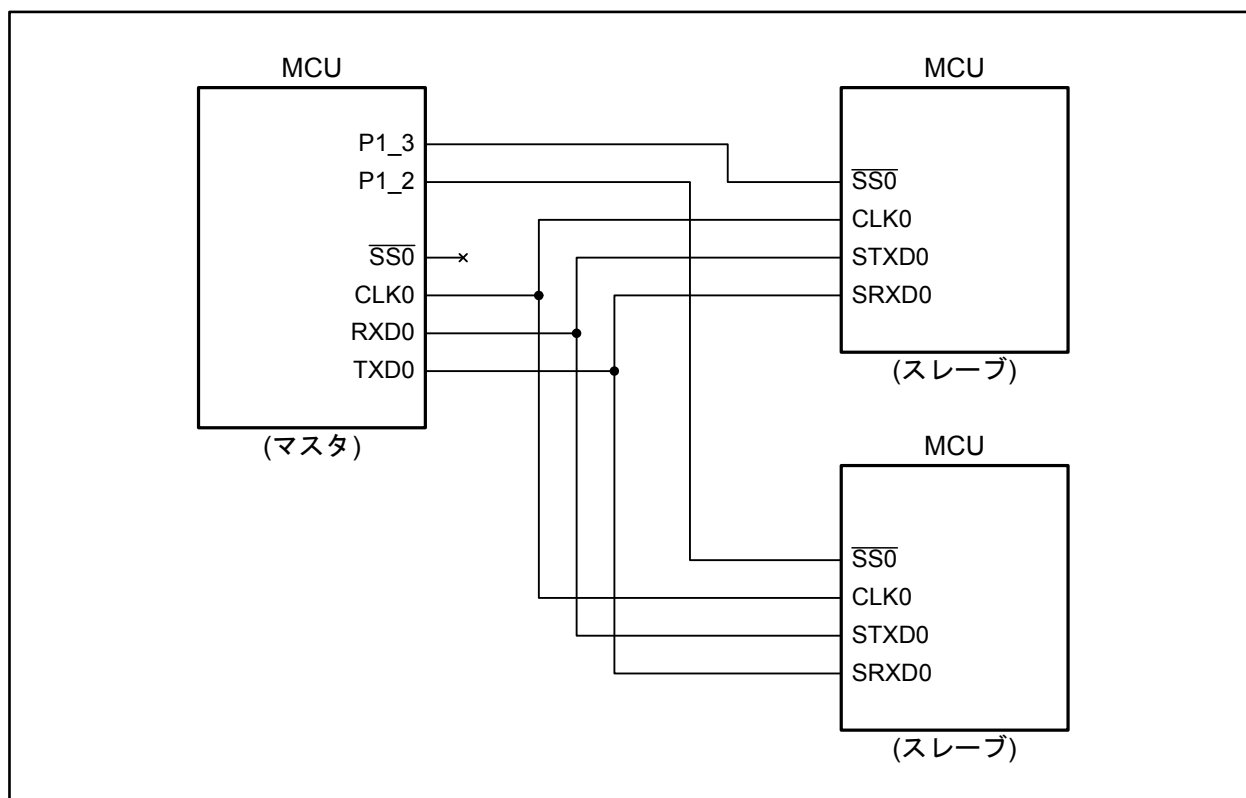 MCU
P1_3
P1_2
SS0
CLK0
RXD0
TXD0
(マスタ)
MCU
SS0
CLK0
STXD0
SRXD0
(スレーブ)
MCU
SS0
CLK0
STXD0
SRXD0
(スレーブ)